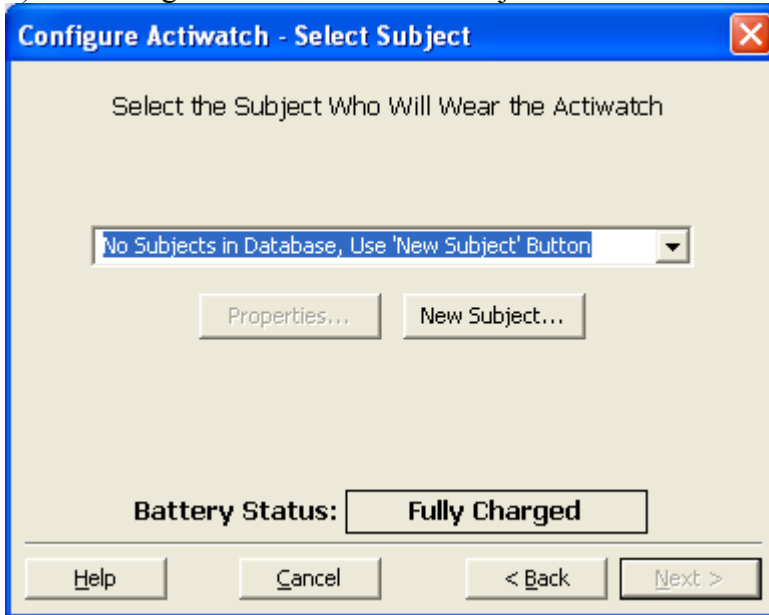 Configure Actiwatch - Select Subject
Select the Subject Who Will Wear the Actiwatch
No Subjects in Database, Use 'New Subject' Button
Properties... New Subject...
Battery Status: Fully Charged
Help Cancel < Back Next >